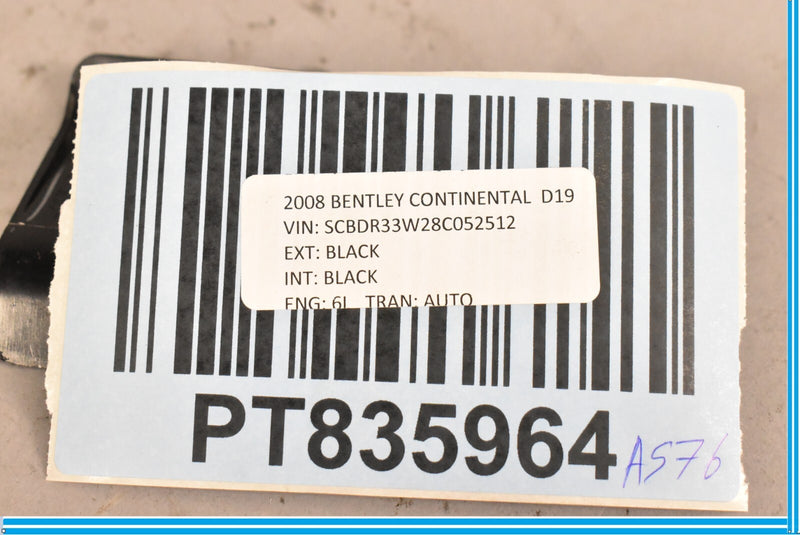 2008 BENTLEY CONTINENTAL D19
VIN: SCBDR33W28C052512
EXT: BLACK
INT: BLACK
ENG: 6L TRAN: AUTO
PT835964
A576